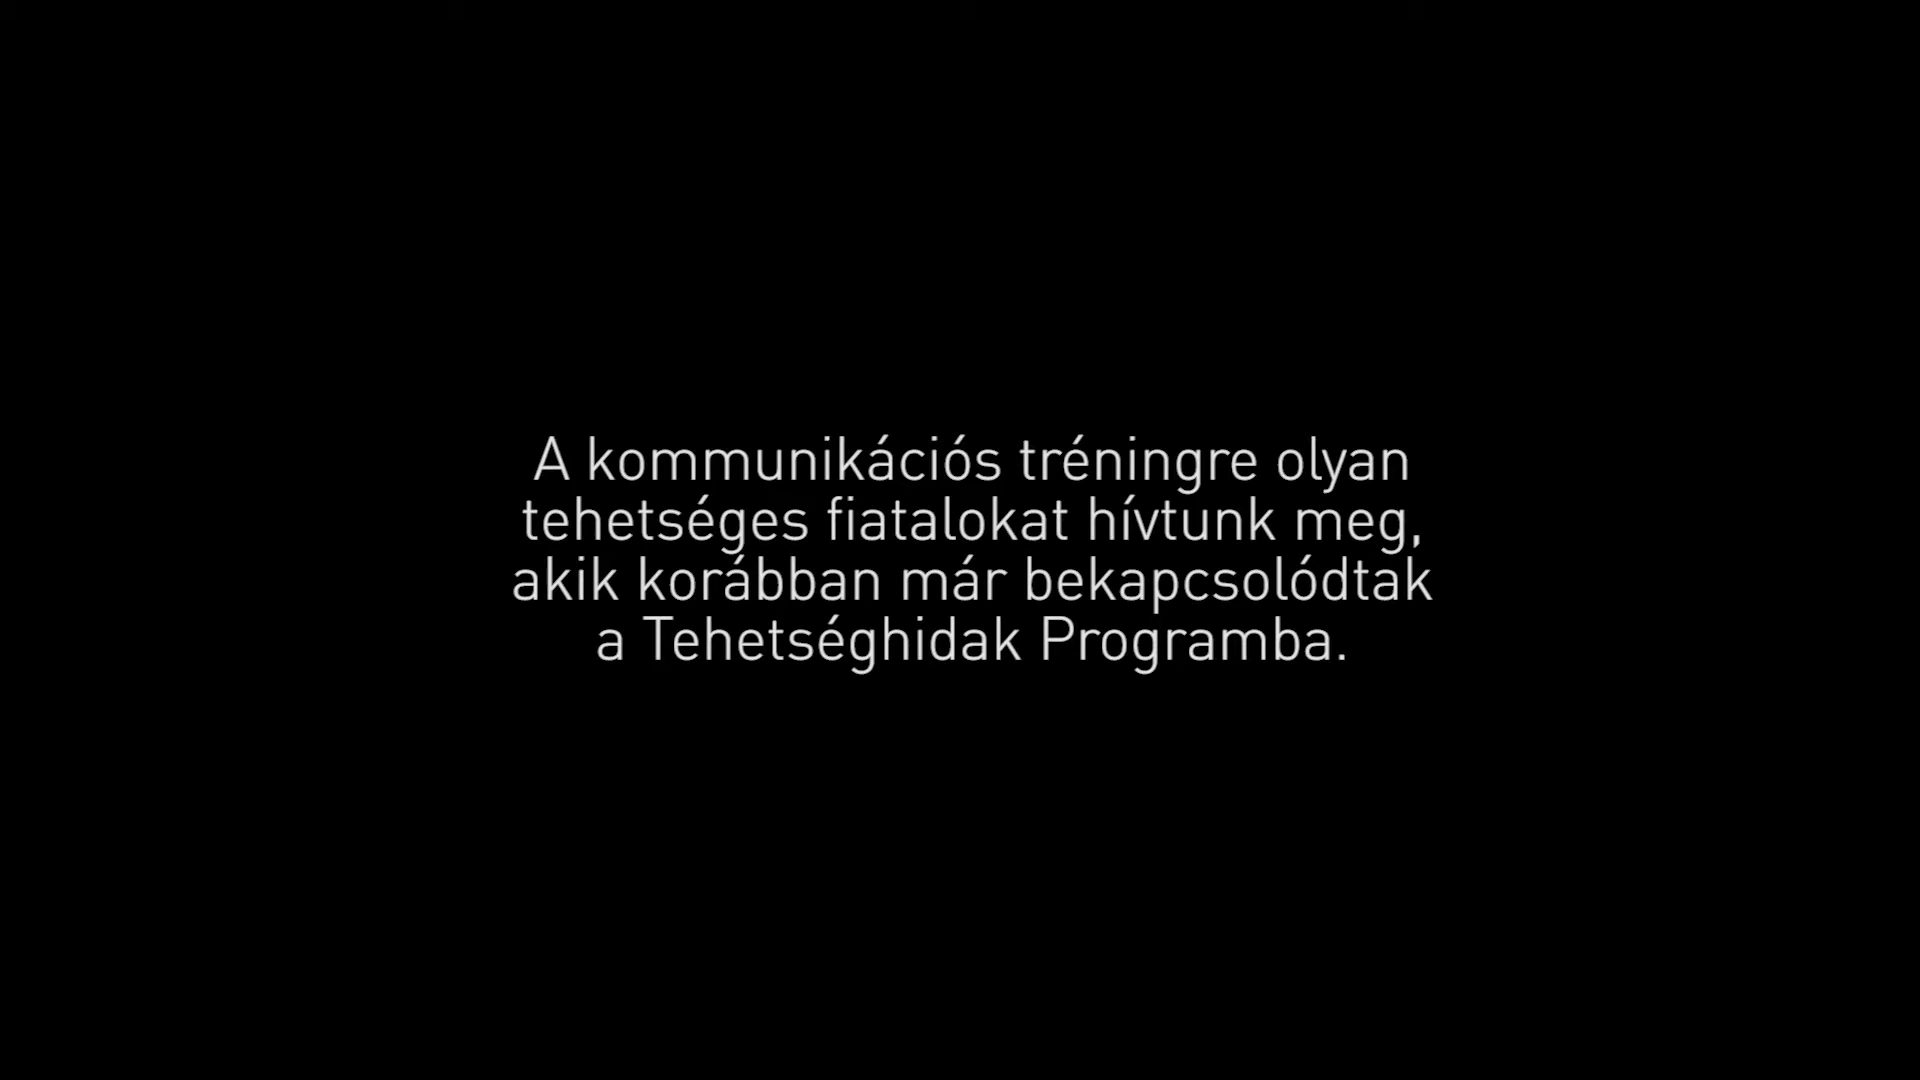 A kommunikációs tréningre olyan
tehetséges fiatalokat hívtunk meg,
akik korábban már bekapcsolódtak
a Tehetséghidak Programba.